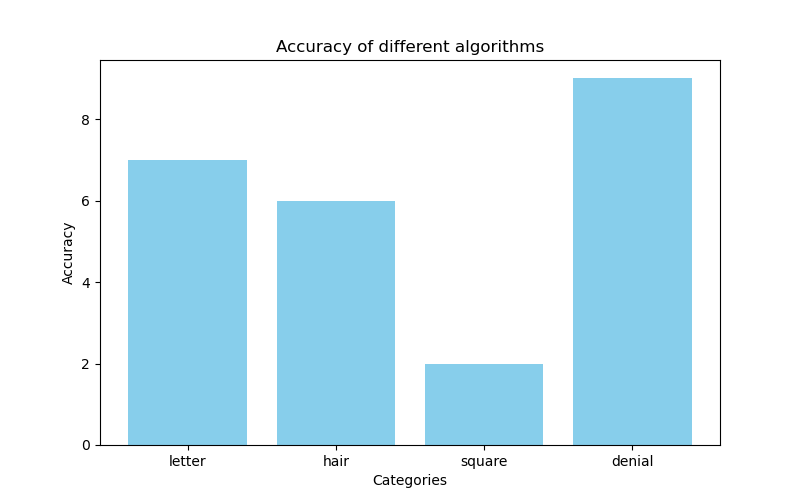 Accuracy of different algorithms
Accuracy
8
6
4
2
0
letter hair square denial
Categories